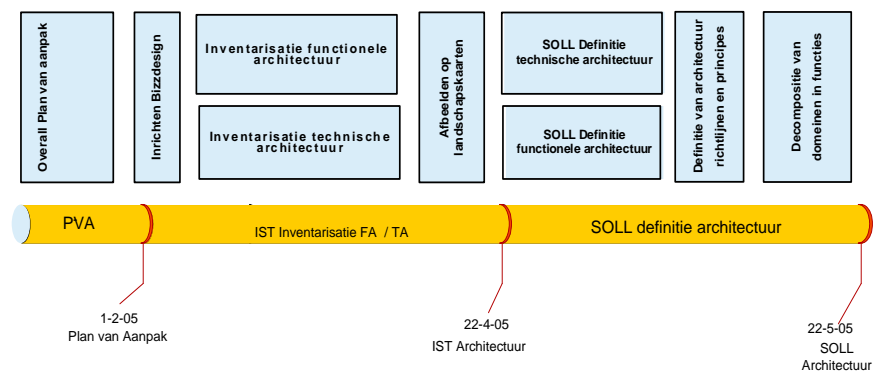 Overall Plan van aanpak
Inrichten Bizzdesign
Inventarisatie functionele
architectuur
Inventarisatie technische
architectuur
Afbeelden op
landschapskaarten
SOLL Definitie
technische architectuur
SOLL Definitie
functionele architectuur
Definitie van architectuur
richtlijnen en principes
Decompositie van
domeinen in functies
PVA
IST Inventarisatie FA / TA
SOLL definitie architectuur
1-2-05
Plan van Aanpak
22-4-05
IST Architectuur
22-5-05
SOLL
Architectuur